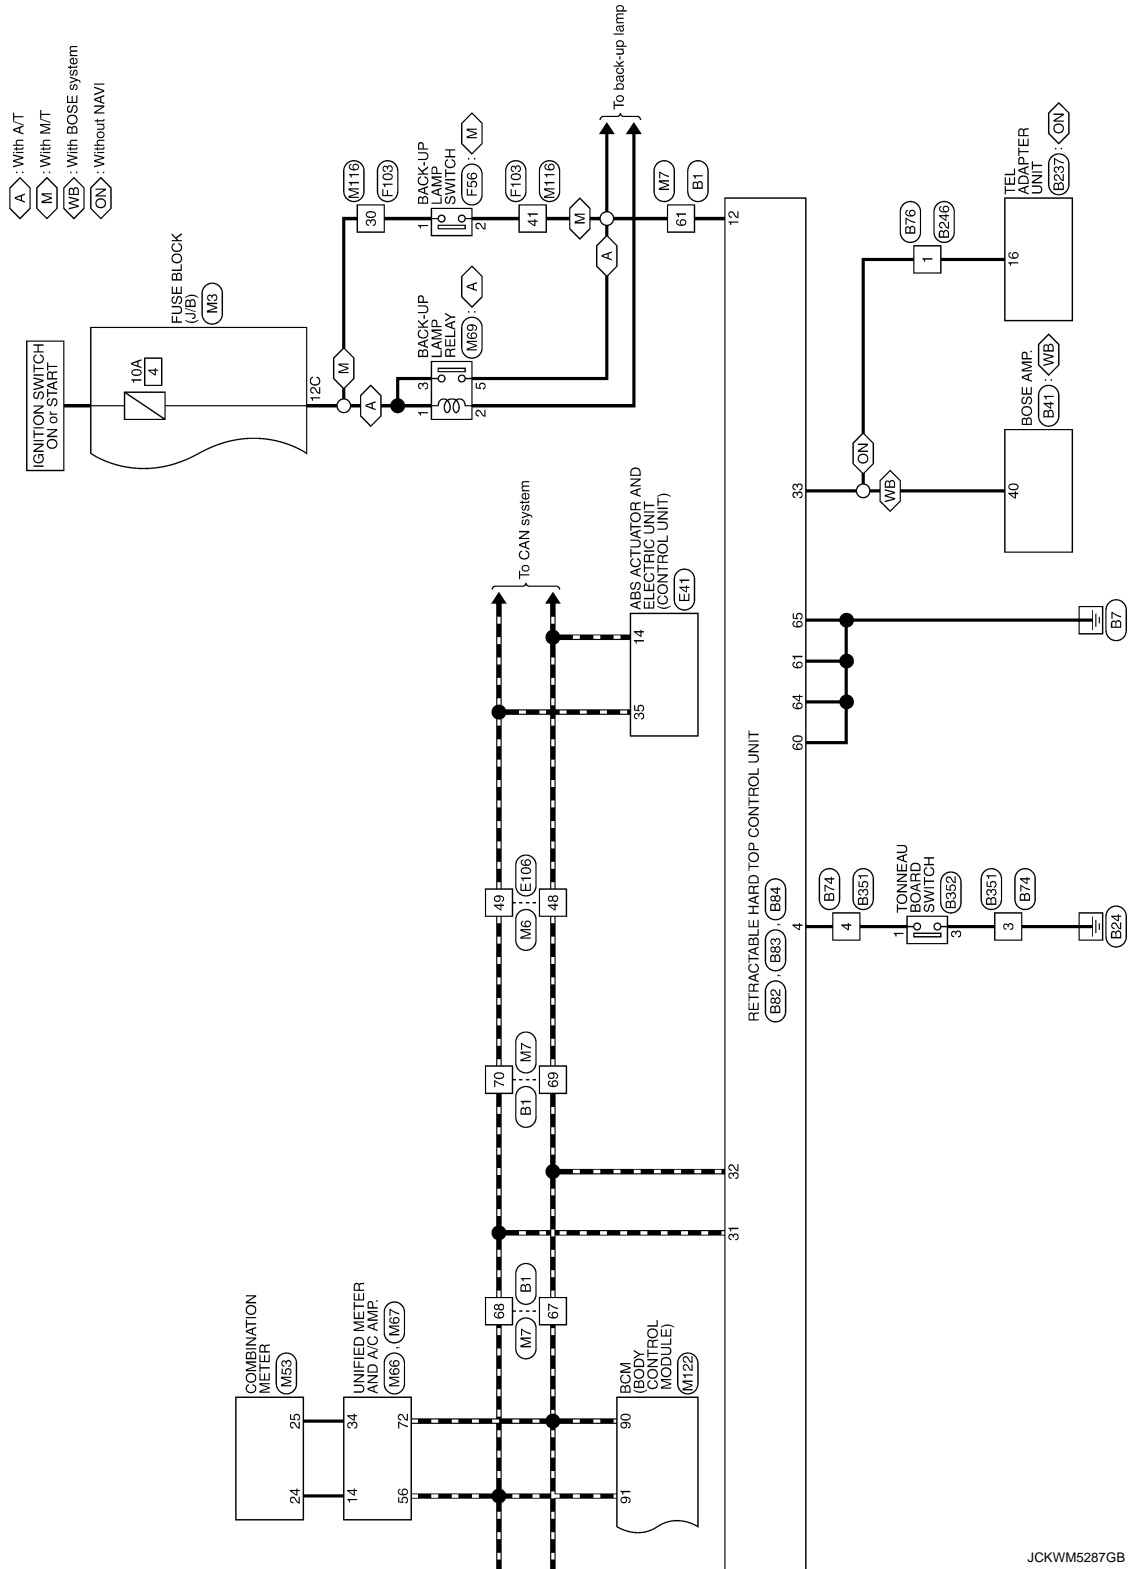 A : With A/T
M : With M/T
WB : With BOSE system
ON : Without NAVI
IGNITION SWITCH
ON or START
FUSE BLOCK
(J/B)
M3
10A
4
12C
M
A
M116
F103
30
BACK-UP
LAMP
SWITCH
F56 : M
1
2
F103
M116
41
M
A
BACK-UP
LAMP
RELAY
M69 : A
1
3
2
5
To back-up lamp
M7
B1
61
12
To CAN system
ABS ACTUATOR AND
ELECTRIC UNIT
(CONTROL UNIT)
E41
14
35
49
48
M6
E106
70
69
B1
M7
32
31
68
67
M7
B1
COMBINATION
METER
M53
24
25
UNIFIED METER
AND A/C AMP.
M66 , M67
14
34
56
72
BCM
(BODY
CONTROL
MODULE)
M122
91
90
RETRACTABLE HARD TOP CONTROL UNIT
B82 , B83 , B84
4
B74
B351
4
TONNEAU
BOARD
SWITCH
B352
1
3
B351
B74
3
B24
60
64
61
65
B7
33
ON
WB
B76
B246
1
TEL
ADAPTER
UNIT
B237 : ON
16
BOSE AMP.
B41 : WB
40
JCKWM5287GB